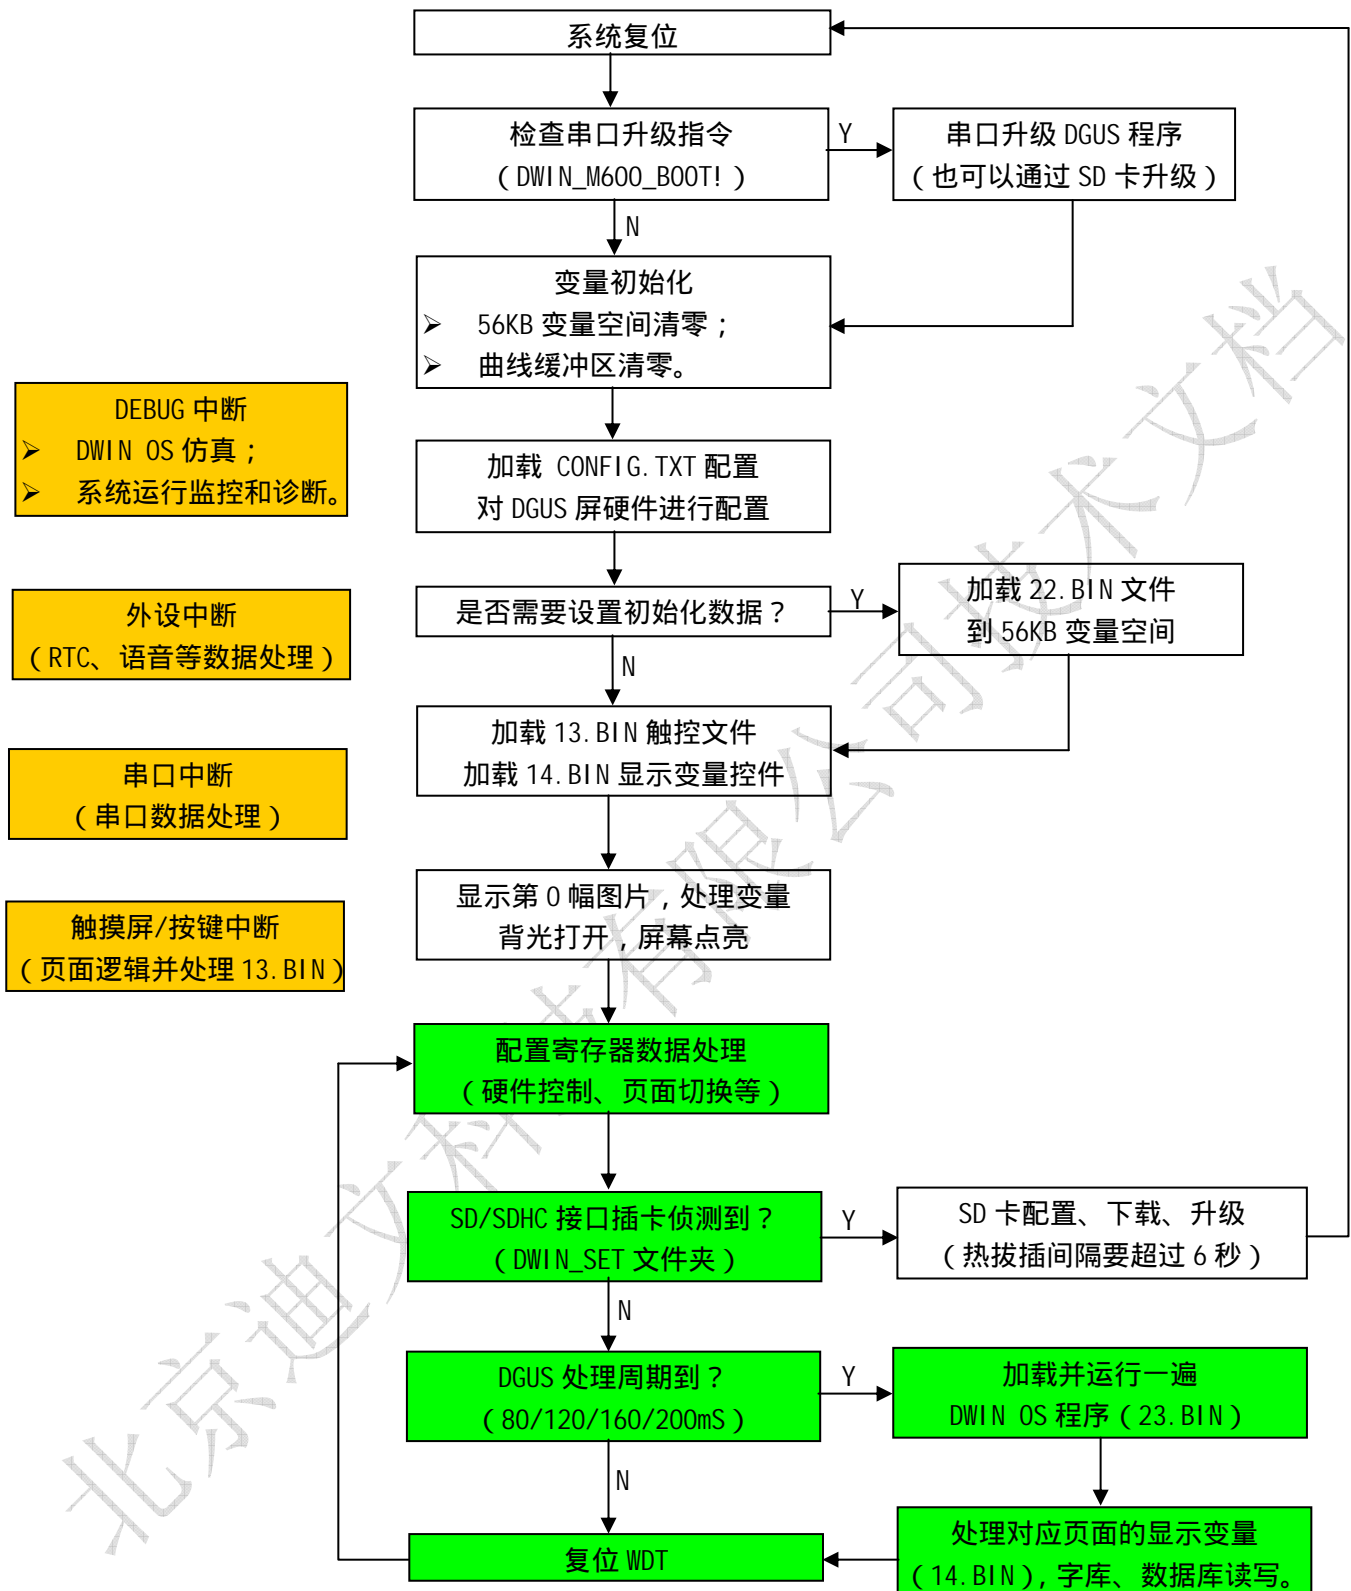 系统复位
检查串口升级指令
（DWIN_M600_BOOT!）
Y
串口升级 DGUS 程序
（也可以通过 SD 卡升级）
N
变量初始化
➢ 56KB 变量空间清零；
➢ 曲线缓冲区清零。
DEBUG 中断
➢ DWIN OS 仿真；
➢ 系统运行监控和诊断。
加载 CONFIG.TXT 配置
对 DGUS 屏硬件进行配置
外设中断
（RTC、语音等数据处理）
是否需要设置初始化数据？
Y
加载 22.BIN 文件
到 56KB 变量空间
N
加载 13.BIN 触控文件
加载 14.BIN 显示变量控件
串口中断
（串口数据处理）
显示第 0 幅图片，处理变量
背光打开，屏幕点亮
触摸屏/按键中断
（页面逻辑并处理 13.BIN）
配置寄存器数据处理
（硬件控制、页面切换等）
SD/SDHC 接口插卡侦测到？
（DWIN_SET 文件夹）
Y
SD 卡配置、下载、升级
（热拔插间隔要超过 6 秒）
N
DGUS 处理周期到？
（80/120/160/200mS）
Y
加载并运行一遍
DWIN OS 程序（23.BIN）
N
复位 WDT
处理对应页面的显示变量
（14.BIN），字库、数据库读写。
北京迪文科技有限公司技术文档